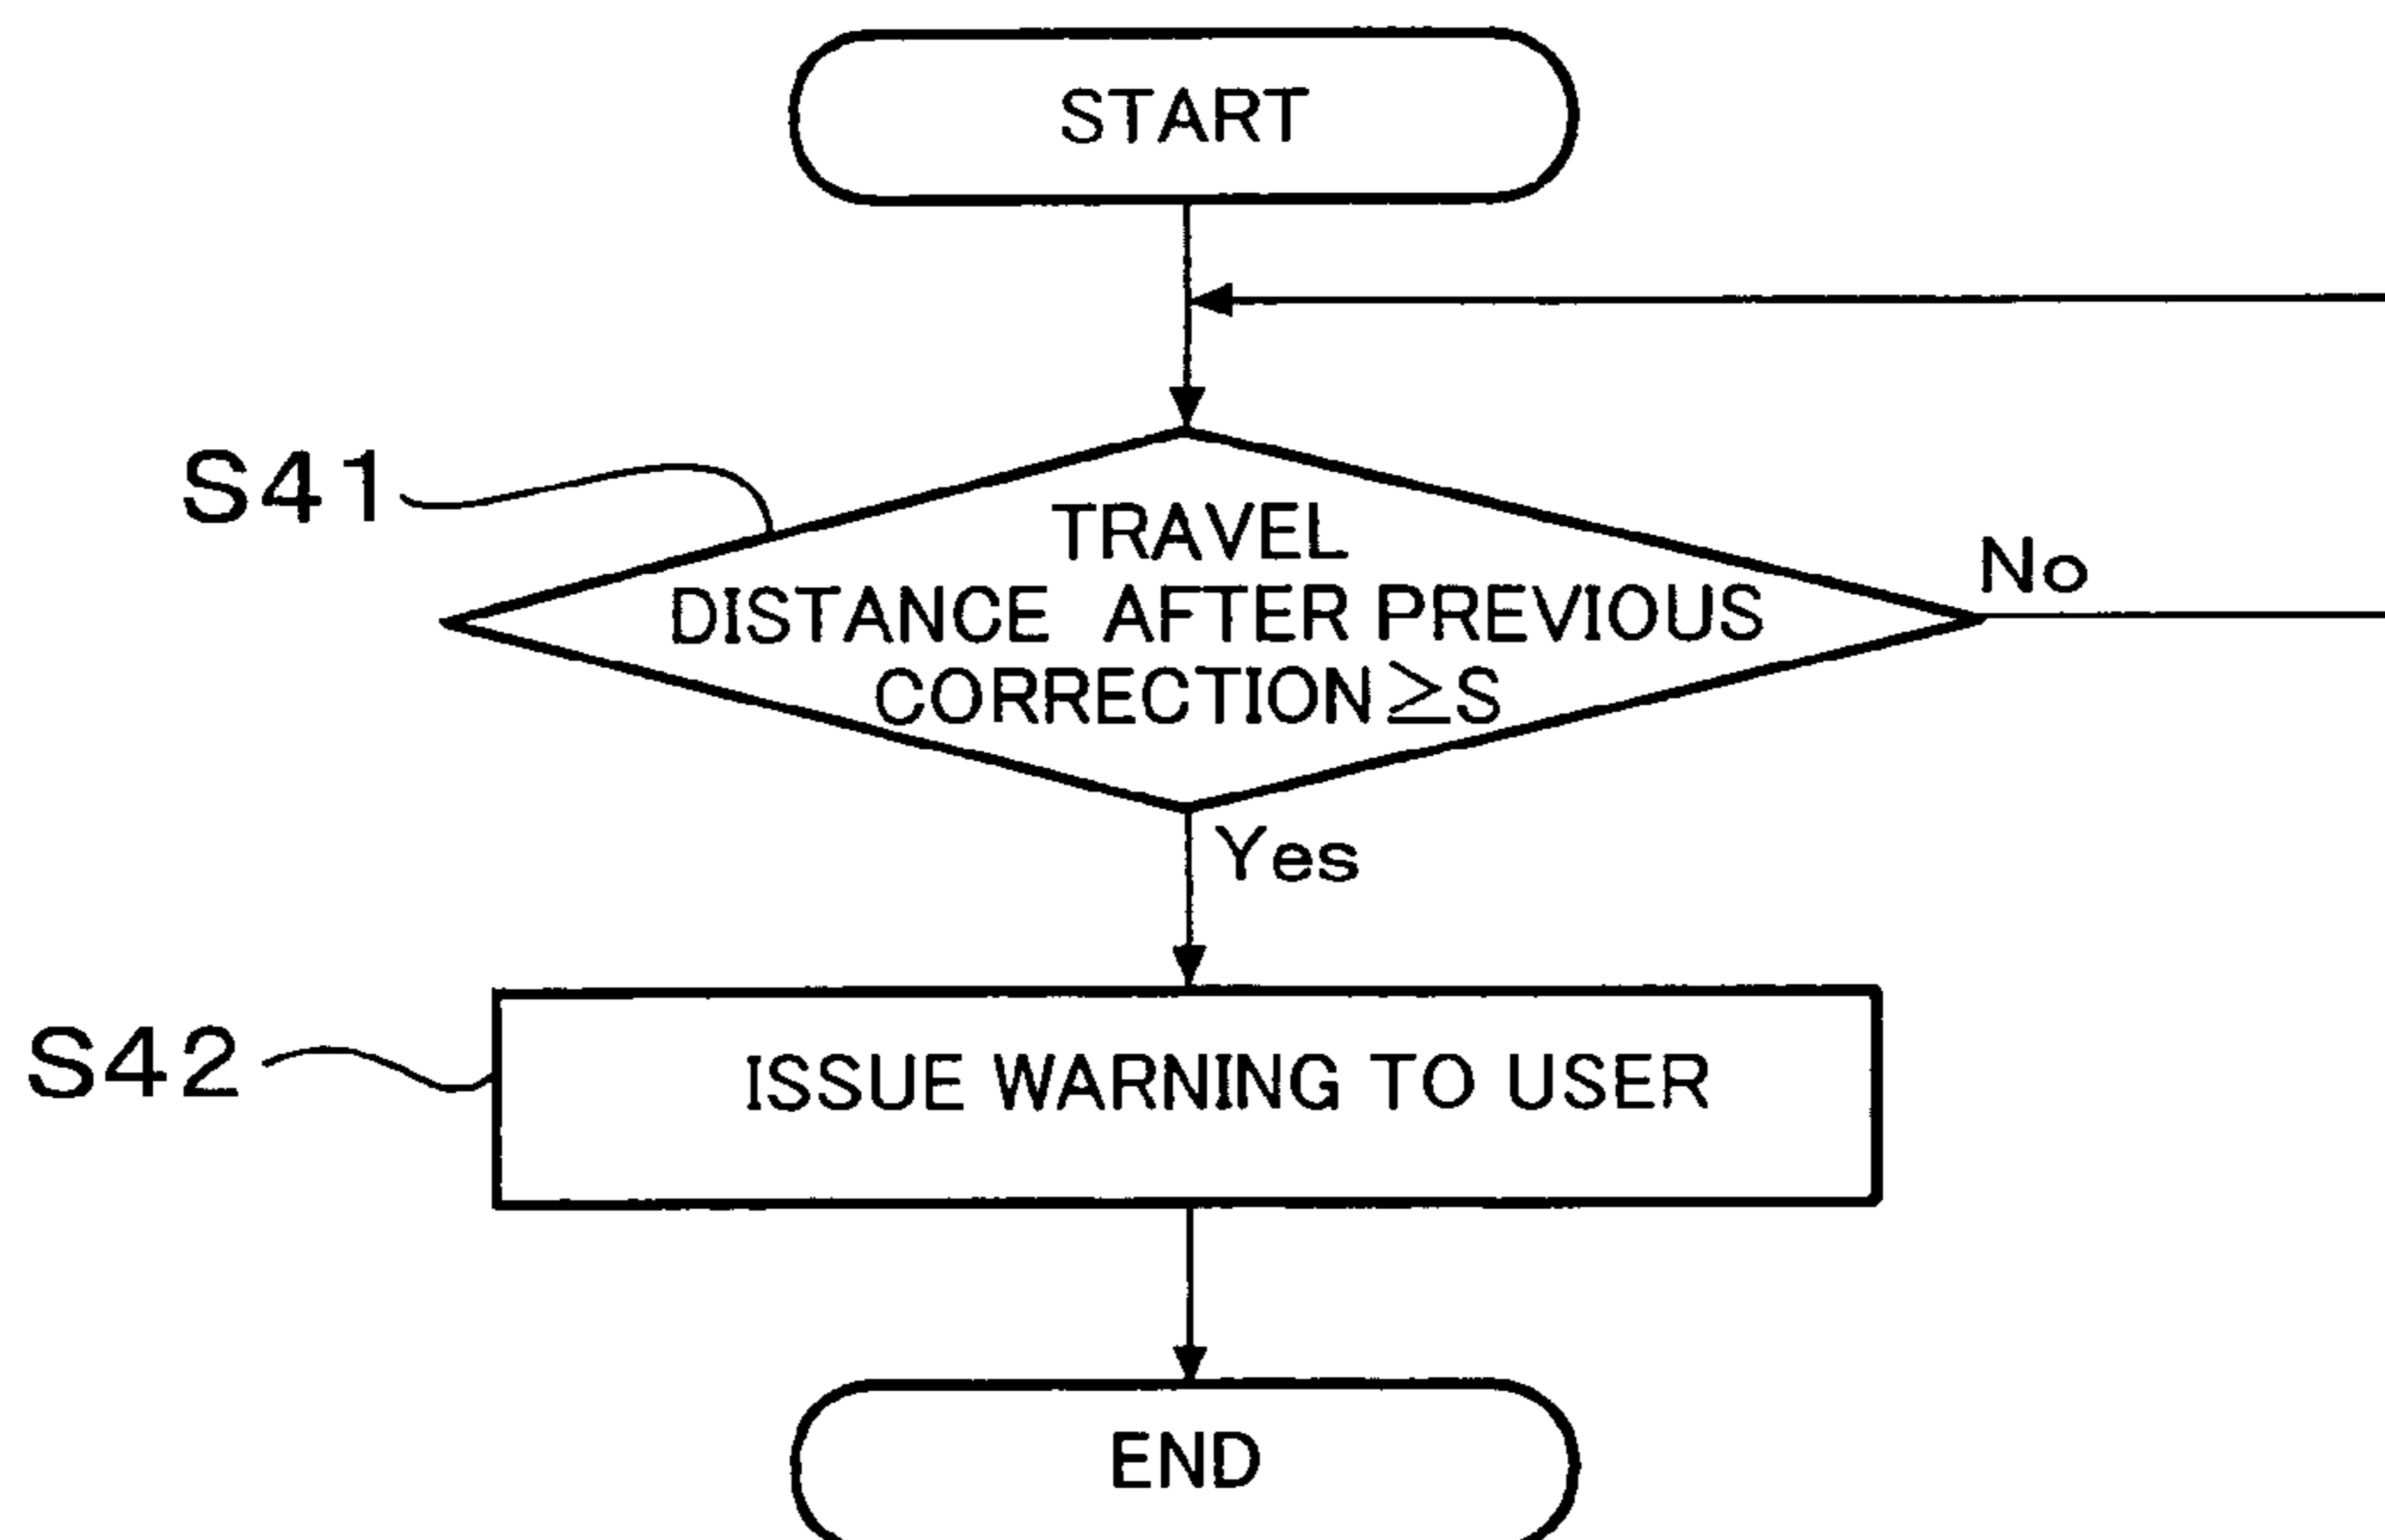 START
S41
TRAVEL
DISTANCE AFTER PREVIOUS
CORRECTION≧S
No
Yes
S42
ISSUE WARNING TO USER
END